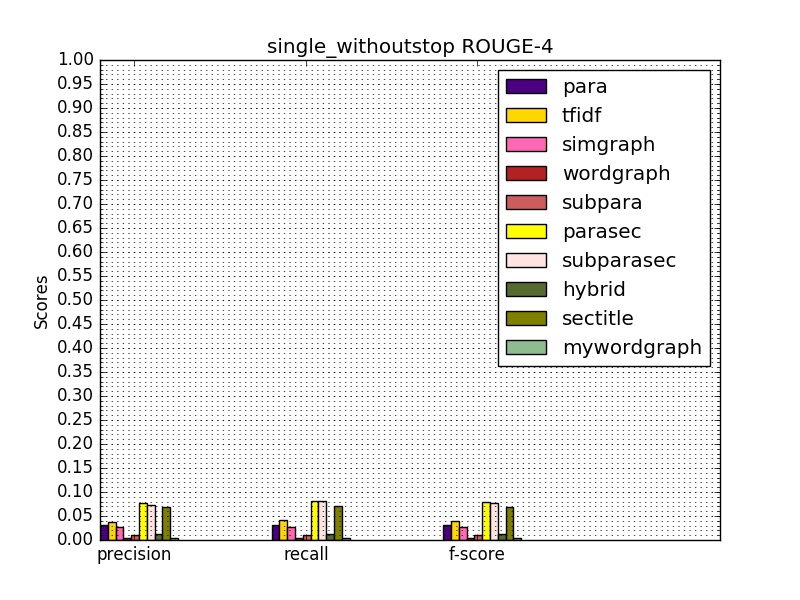 single_withoutstop ROUGE-4
1.00
0.95
0.90
0.85
0.80
0.75
0.70
0.65
0.60
0.55
0.50
0.45
0.40
0.35
0.30
0.25
0.20
0.15
0.10
0.05
0.00
Scores
para
tfidf
simgraph
wordgraph
subpara
parasec
subparasec
hybrid
sectitle
mywordgraph
precision
recall
f-score